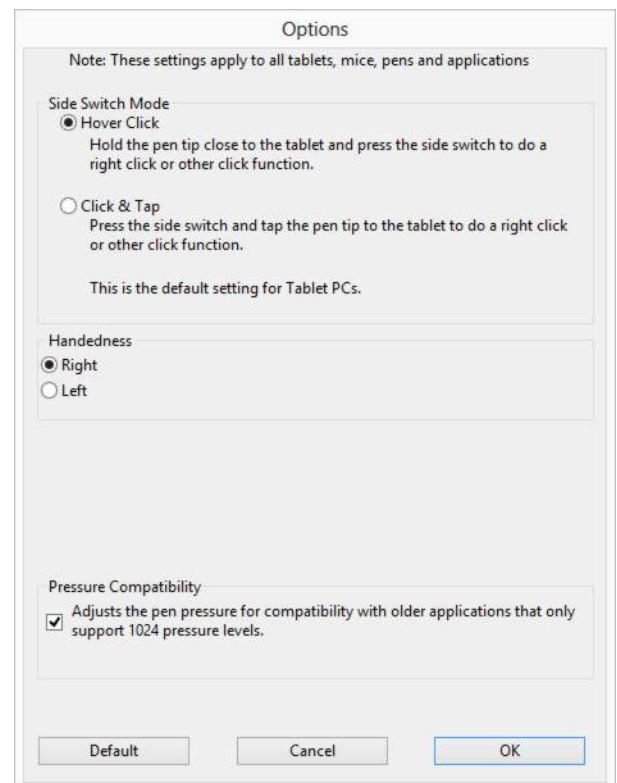 Options
Note: These settings apply to all tablets, mice, pens and applications
Side Switch Mode
Hover Click
Hold the pen tip close to the tablet and press the side switch to do a
right click or other click function.
Click & Tap
Press the side switch and tap the pen tip to the tablet to do a right click
or other click function.
This is the default setting for Tablet PCs.
Handedness
Right
Left
Pressure Compatibility
Adjusts the pen pressure for compatibility with older applications that only
support 1024 pressure levels.
Default Cancel OK